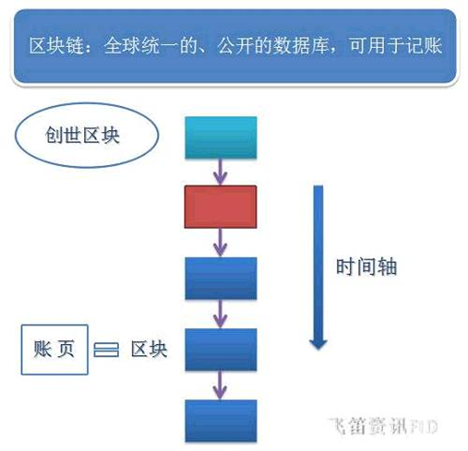 区块链：全球统一的、公开的数据库，可用于记账
创世区块
时间轴
账 页 = 区块
飞笛资讯FID